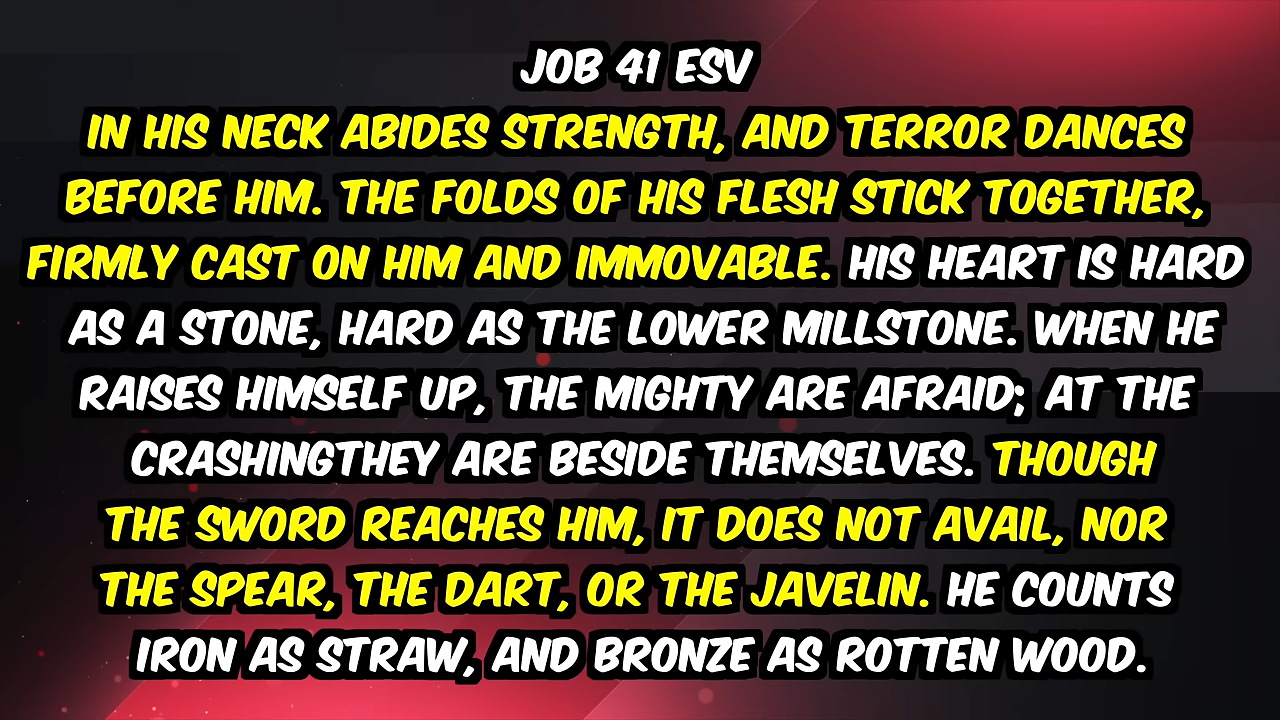 JOB 41 ESV
IN HIS NECK ABIDES STRENGTH, AND TERROR DANCES
BEFORE HIM. THE FOLDS OF HIS FLESH STICK TOGETHER,
FIRMLY CAST ON HIM AND IMMOVABLE. HIS HEART IS HARD
AS A STONE, HARD AS THE LOWER MILLSTONE. WHEN HE
RAISES HIMSELF UP, THE MIGHTY ARE AFRAID; AT THE
CRASHINGTHEY ARE BESIDE THEMSELVES. THOUGH
THE SWORD REACHES HIM, IT DOES NOT AVAIL, NOR
THE SPEAR, THE DART, OR THE JAVELIN. HE COUNTS
IRON AS STRAW, AND BRONZE AS ROTTEN WOOD.